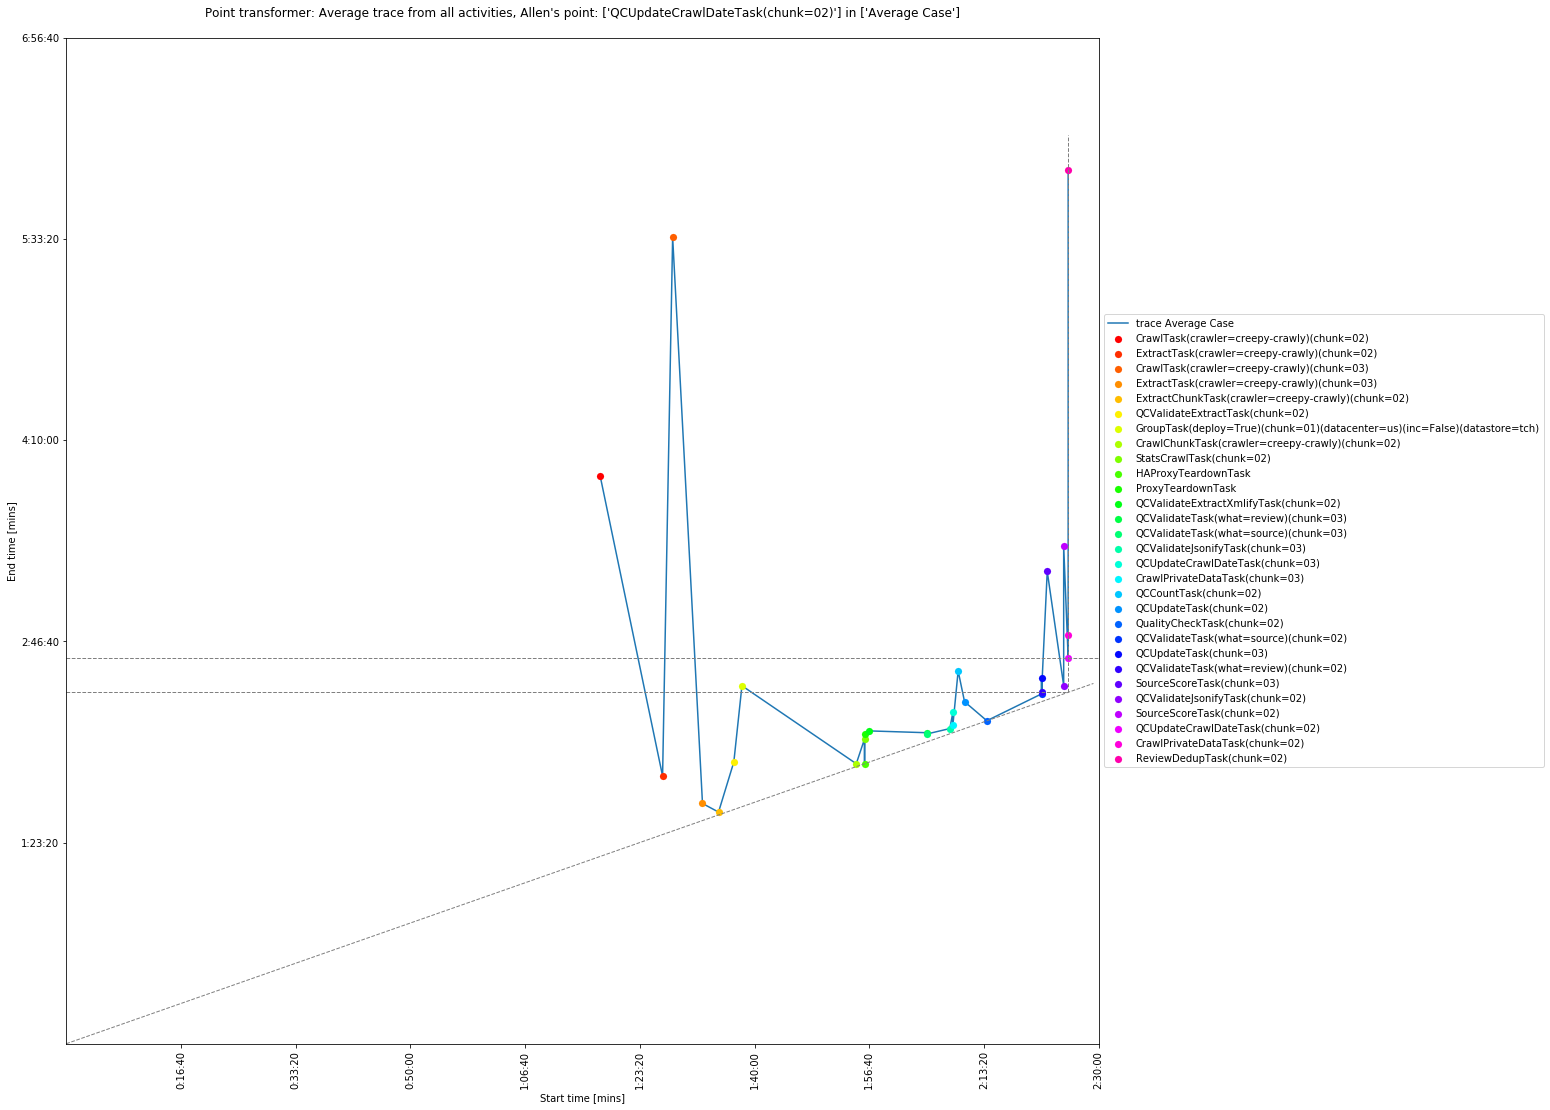 Point transformer: Average trace from all activities, Allen's point: ['QCUpdateCrawlDateTask(chunk=02)'] in ['Average Case']
6:56:40
5:33:20
4:10:00
2:46:40
1:23:20
End time [mins]
0:16:40
0:33:20
0:50:00
1:06:40
1:23:20
1:40:00
1:56:40
2:13:20
2:30:00
Start time [mins]
trace Average Case
CrawlTask(crawler=creepy-crawly)(chunk=02)
ExtractTask(crawler=creepy-crawly)(chunk=02)
CrawlTask(crawler=creepy-crawly)(chunk=03)
ExtractTask(crawler=creepy-crawly)(chunk=03)
ExtractChunkTask(crawler=creepy-crawly)(chunk=02)
QCValidateExtractTask(chunk=02)
GroupTask(deploy=True)(chunk=01)(datacenter=us)(inc=False)(datastore=tch)
CrawlChunkTask(crawler=creepy-crawly)(chunk=02)
StatsCrawlTask(chunk=02)
HAProxyTeardownTask
ProxyTeardownTask
QCValidateExtractXmlifyTask(chunk=02)
QCValidateTask(what=review)(chunk=03)
QCValidateTask(what=source)(chunk=03)
QCValidateJsonifyTask(chunk=03)
QCUpdateCrawlDateTask(chunk=03)
CrawlPrivateDataTask(chunk=03)
QCCountTask(chunk=02)
QCUpdateTask(chunk=02)
QualityCheckTask(chunk=02)
QCValidateTask(what=source)(chunk=02)
QCUpdateTask(chunk=03)
QCValidateTask(what=review)(chunk=02)
SourceScoreTask(chunk=03)
QCValidateJsonifyTask(chunk=02)
SourceScoreTask(chunk=02)
QCUpdateCrawlDateTask(chunk=02)
CrawlPrivateDataTask(chunk=02)
ReviewDedupTask(chunk=02)